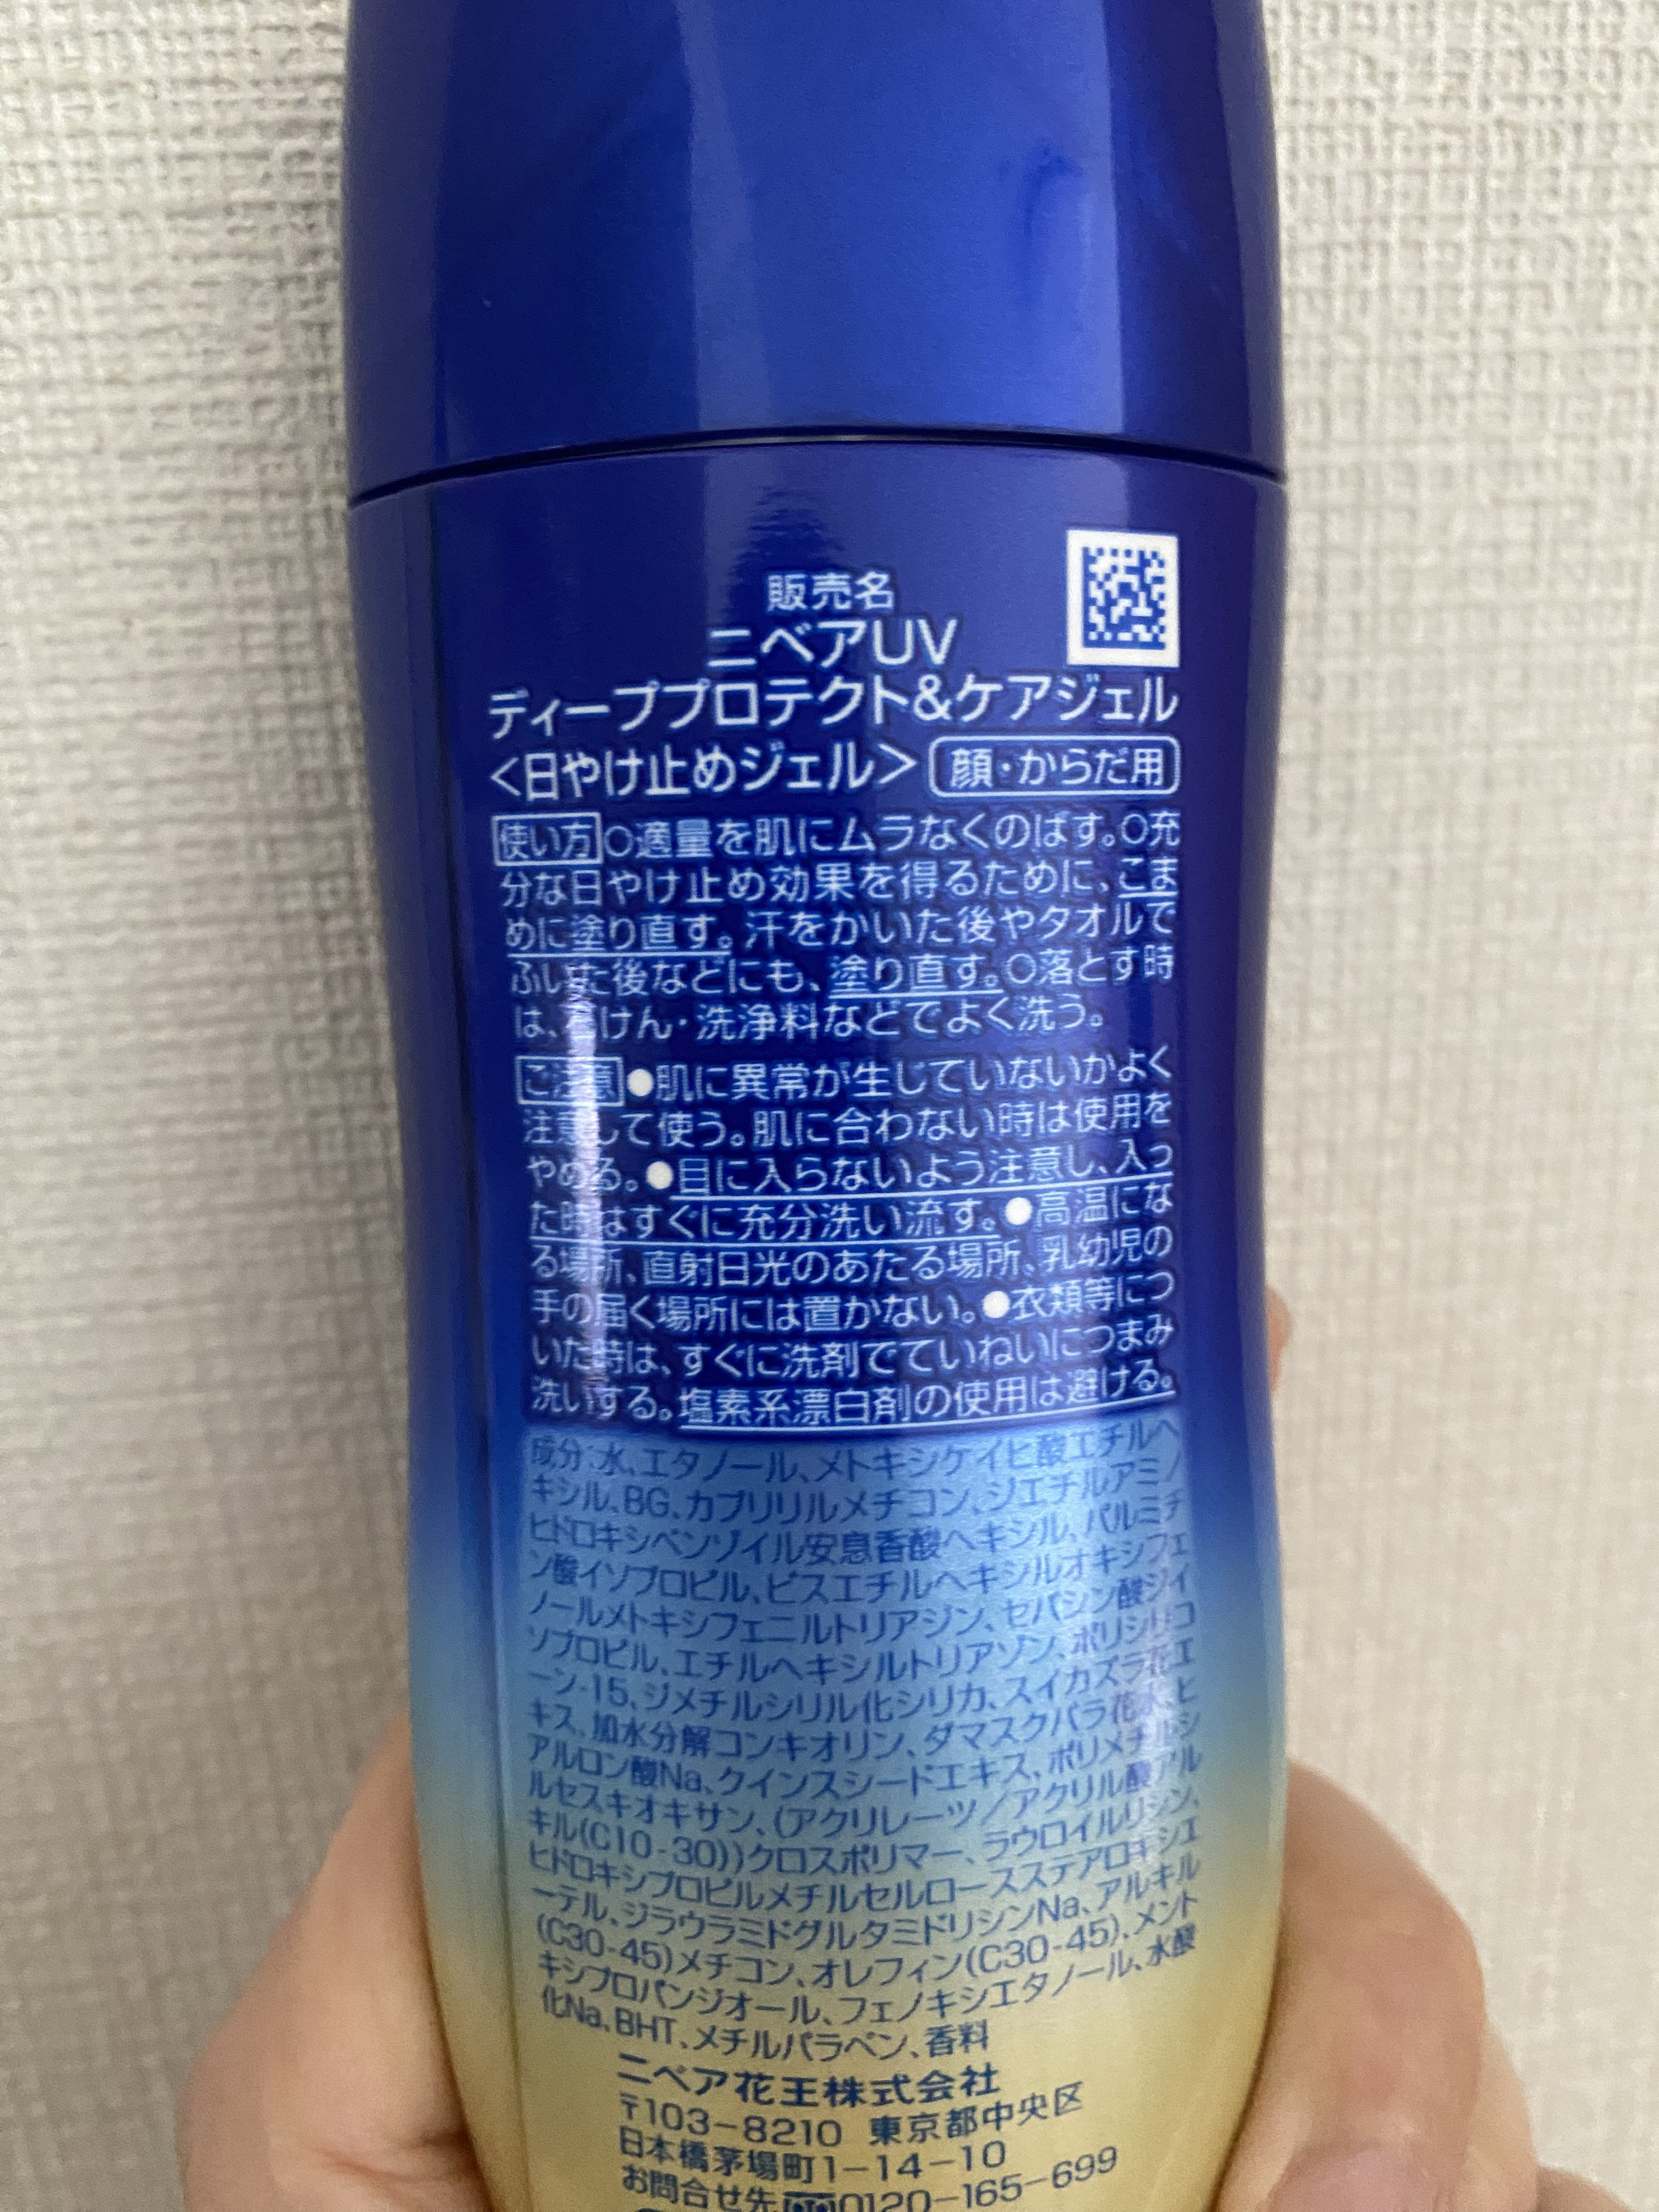 販売名
ニベアUV
ディーププロテクト&ケアジェル
<日やけ止めジェル> 顔・からだ用
使い方○適量を肌にムラなくのばす。○充
分な日やけ止め効果を得るために、こま
めに塗り直す。汗をかいた後やタオルで
ふいた後などにも、塗り直す。○落とす時
は、石けん・洗浄料などでよく洗う。
ご注意●肌に異常が生じていないかよく
注意して使う。肌に合わない時は使用を
やめる。●目に入らないよう注意し、入っ
た時はすぐに充分洗い流す。●高温にな
る場所、直射日光のあたる場所、乳幼児の
手の届く場所には置かない。●衣類等につ
いた時は、すぐに洗剤でていねいにつまみ
洗いする。塩素系漂白剤の使用は避ける。
成分:水、エタノール、メトキシケイヒ酸エチルヘ
キシル、BG、カプリリルメチコン、ジエチルアミノ
ヒドロキシベンゾイル安息香酸ヘキシル、パルミチ
ン酸イソプロピル、ビスエチルヘキシルオキシフェ
ノールメトキシフェニルトリアジン、セバシン酸ジイ
ソプロピル、エチルヘキシルトリアゾン、ポリシリコ
ーン-15、ジメチルシリル化シリカ、スイカズラ花エ
キス、加水分解コンキオリン、ダマスクバラ花水、ヒ
アルロン酸Na、クインスシードエキス、ポリメチルシ
ルセスキオキサン、(アクリレーツ/アクリル酸アル
キル(C10-30))クロスポリマー、ラウロイルリシン、
ヒドロキシプロピルメチルセルロースステアロキシエ
ーテル、ジラウラミドグルタミドリシンNa、アルキル
(C30-45)メチコン、オレフィン(C30-45)、メント
キシプロパンジオール、フェノキシエタノール、水酸
化Na、BHT、メチルパラベン、香料
ニベア花王株式会社
〒103-8210 東京都中央区
日本橋茅場町1-14-10
お問合せ先 0120-165-699